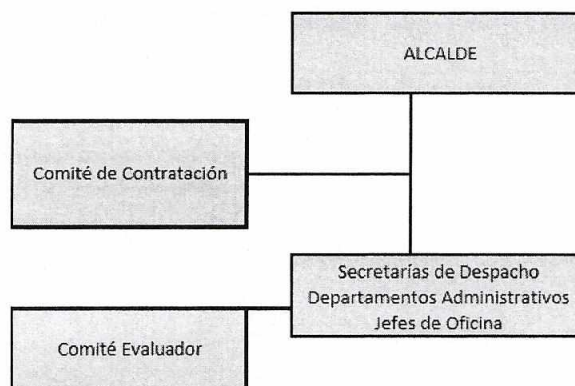 ALCALDE
Comité de Contratación
Secretarías de Despacho
Departamentos Administrativos
Jefes de Oficina
Comité Evaluador